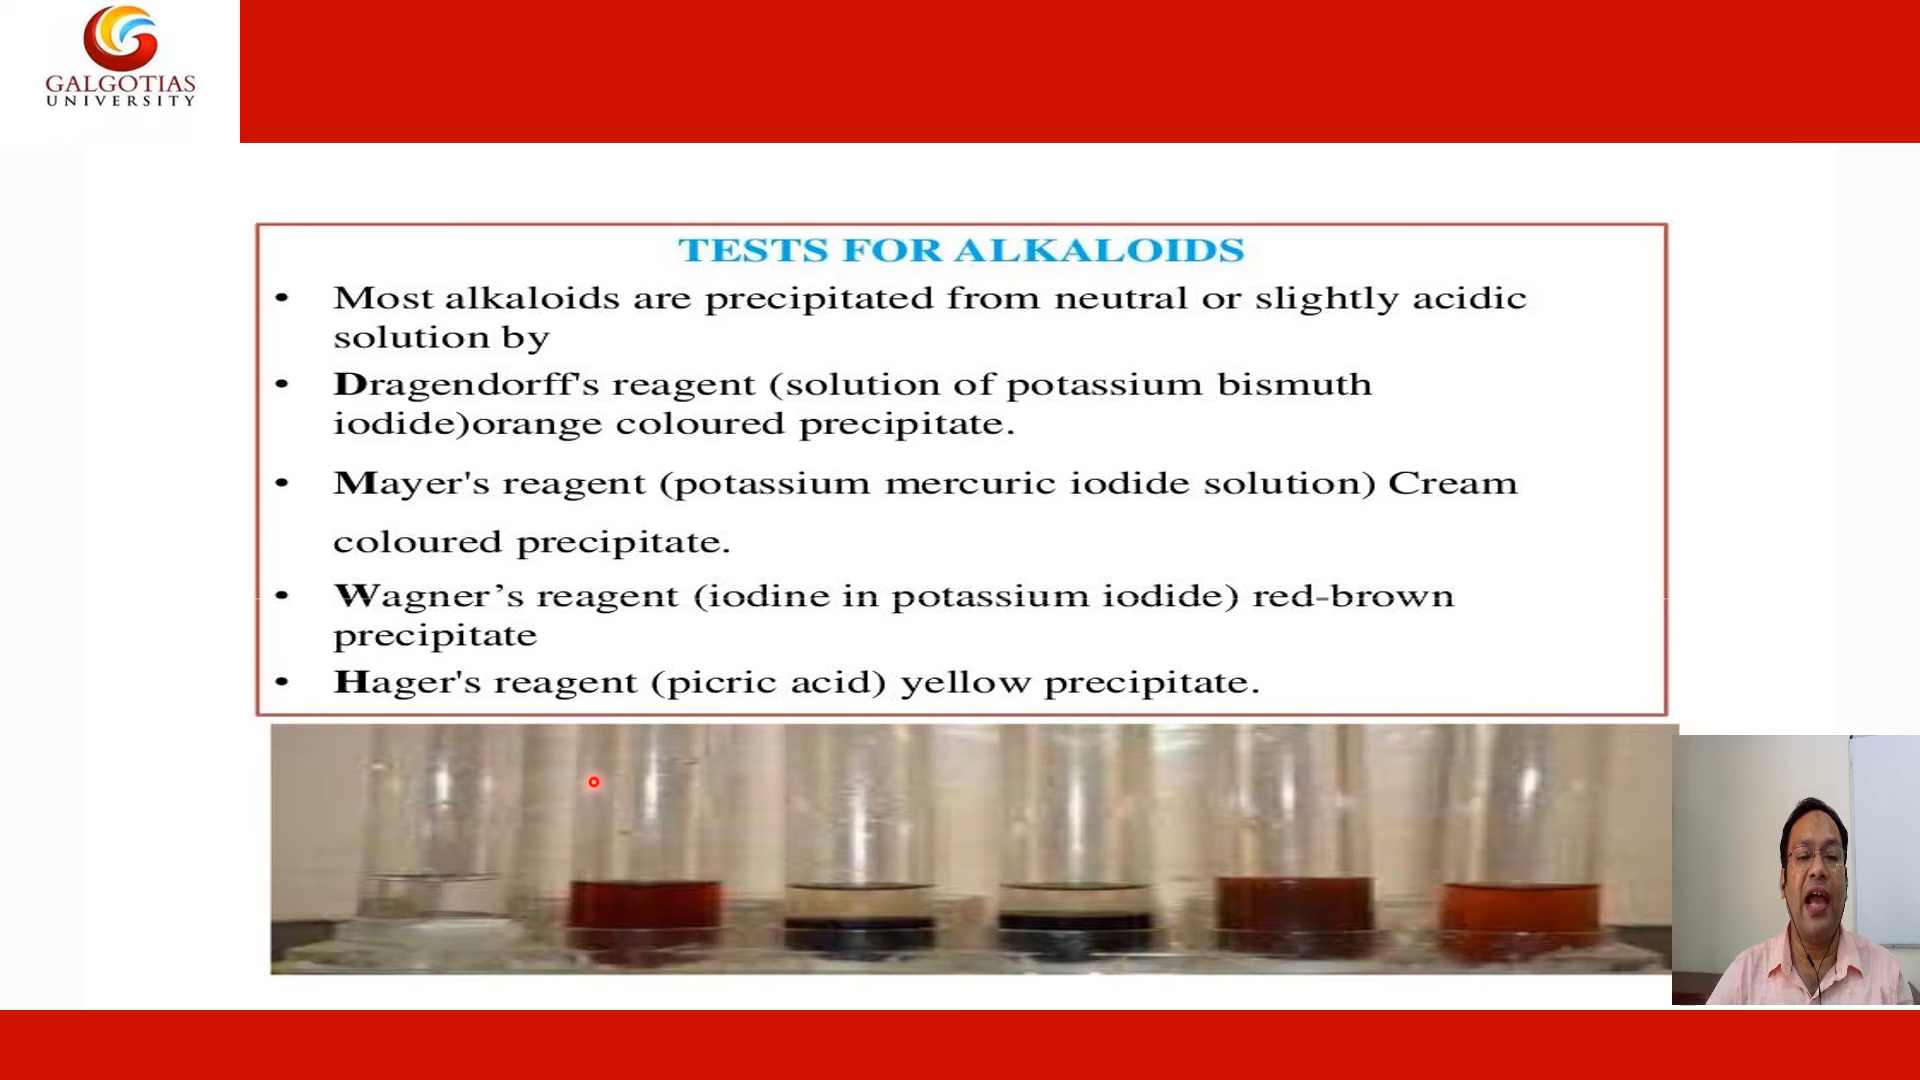 GALGOTIAS
UNIVERSITY
TESTS FOR ALKALOIDS
• Most alkaloids are precipitated from neutral or slightly acidic
solution by
• Dragendorff's reagent (solution of potassium bismuth
iodide)orange coloured precipitate.
• Mayer's reagent (potassium mercuric iodide solution) Cream
coloured precipitate.
• Wagner’s reagent (iodine in potassium iodide) red-brown
precipitate
• Hager's reagent (picric acid) yellow precipitate.